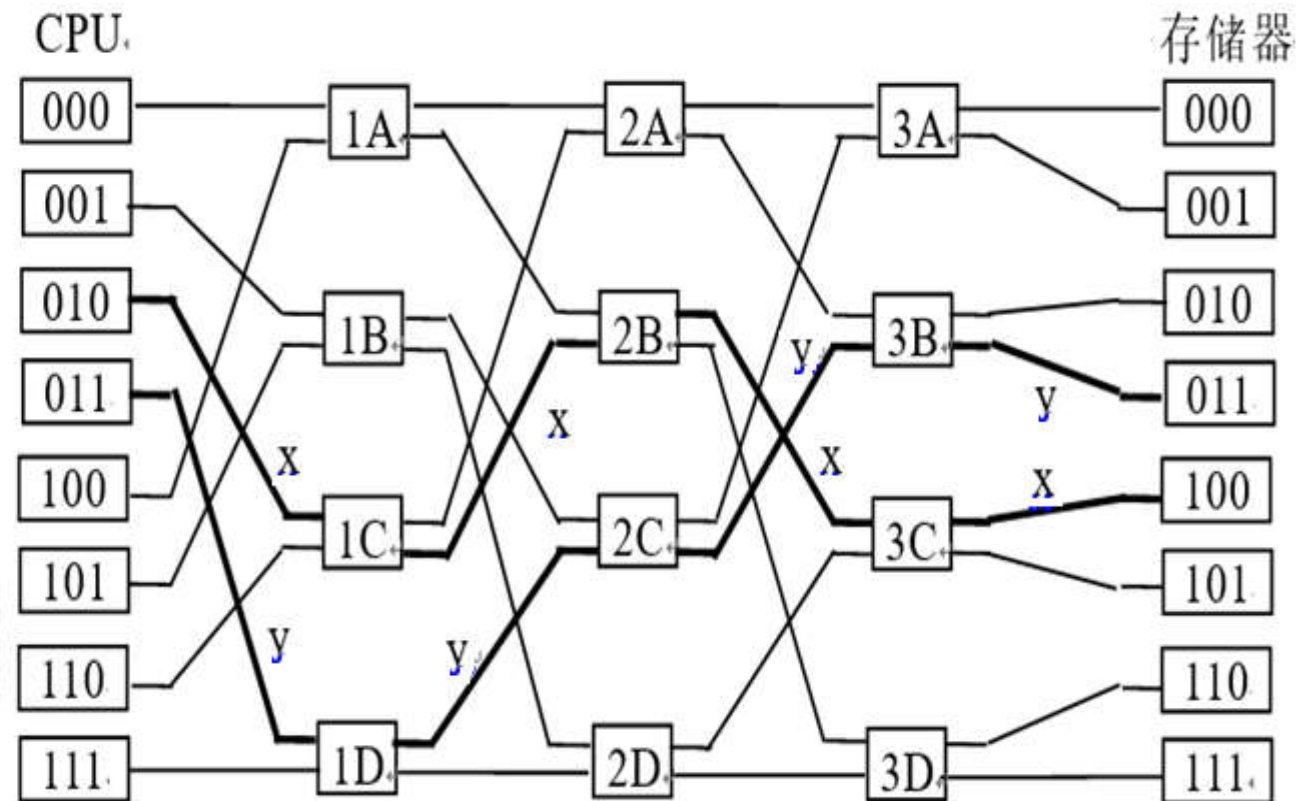 CPU 存储器
000 1A 2A 3A 000
001 001
010 1B 2B 3B 010
011 y y 011
x x x x
100 1C 2C 3C 100
101 101
y y
110 110
111 1D 2D 3D 111